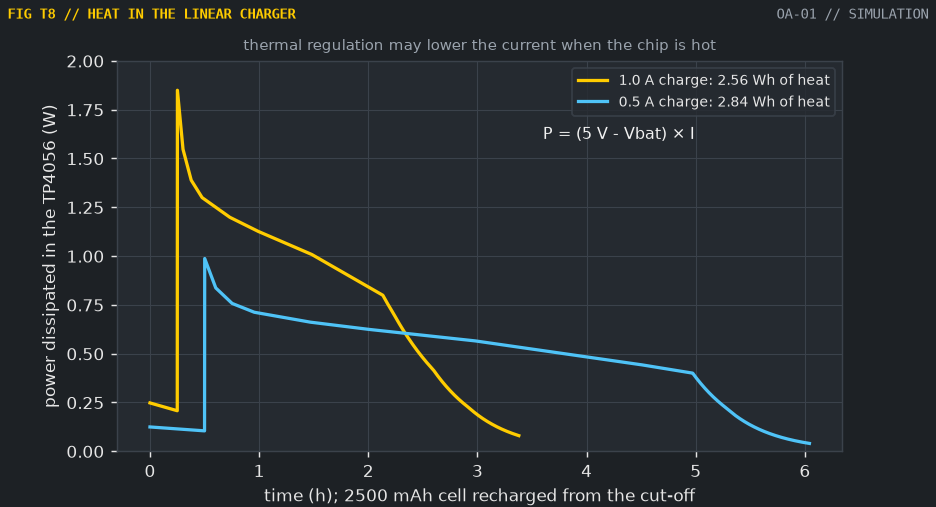 FIG T8 // HEAT IN THE LINEAR CHARGER
OA-01 // SIMULATION
thermal regulation may lower the current when the chip is hot
2.00
1.75
1.50
1.25
1.00
0.75
0.50
0.25
0.00
power dissipated in the TP4056 (W)
1.0 A charge: 2.56 Wh of heat
0.5 A charge: 2.84 Wh of heat
P = (5 V - Vbat) × I
0 1 2 3 4 5 6
time (h); 2500 mAh cell recharged from the cut-off